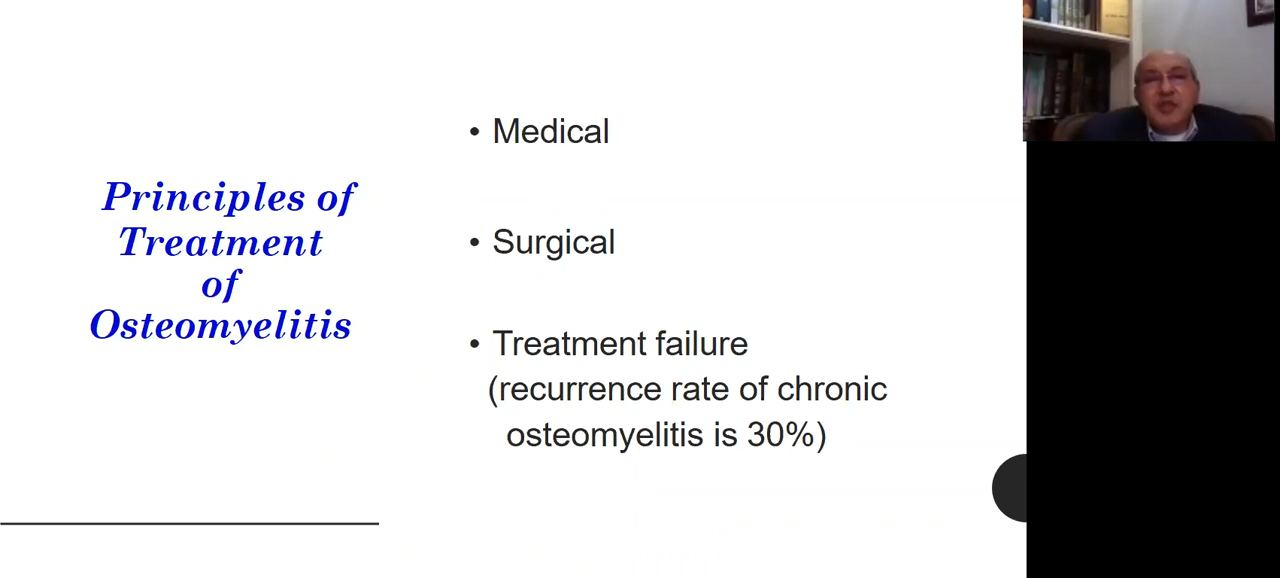 Principles of
Treatment
of
Osteomyelitis
• Medical
• Surgical
• Treatment failure
(recurrence rate of chronic
osteomyelitis is 30%)